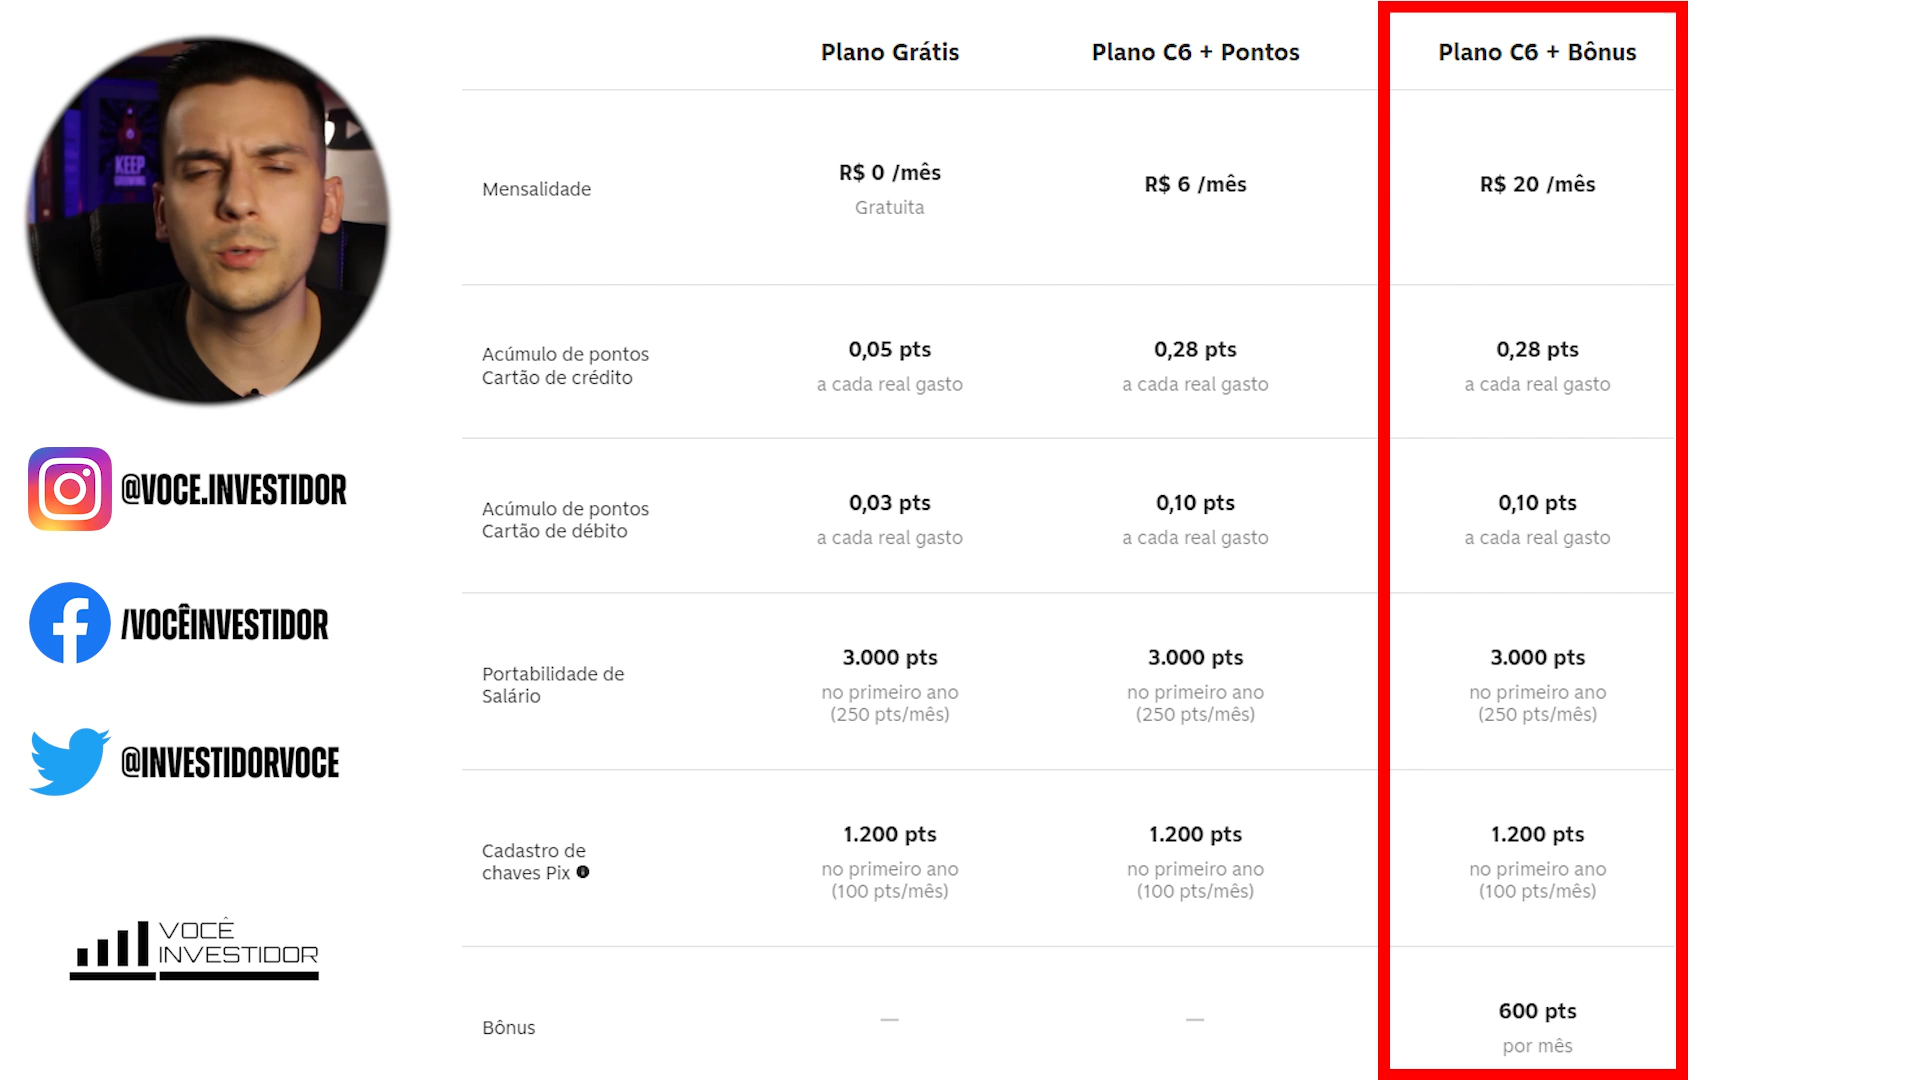 KEEP
@VOCE.INVESTIDOR
/VOCÊINVESTIDOR
@INVESTIDORVOCE
VOCÊ
INVESTIDOR
Plano Grátis
Plano C6 + Pontos
Plano C6 + Bônus
Mensalidade
R$ 0 /mês
Gratuita
R$ 6 /mês
R$ 20 /mês
Acúmulo de pontos
Cartão de crédito
0,05 pts
a cada real gasto
0,28 pts
a cada real gasto
0,28 pts
a cada real gasto
Acúmulo de pontos
Cartão de débito
0,03 pts
a cada real gasto
0,10 pts
a cada real gasto
0,10 pts
a cada real gasto
Portabilidade de
Salário
3.000 pts
no primeiro ano
(250 pts/mês)
3.000 pts
no primeiro ano
(250 pts/mês)
3.000 pts
no primeiro ano
(250 pts/mês)
Cadastro de
chaves Pix
1.200 pts
no primeiro ano
(100 pts/mês)
1.200 pts
no primeiro ano
(100 pts/mês)
1.200 pts
no primeiro ano
(100 pts/mês)
Bônus
—
—
600 pts
por mês